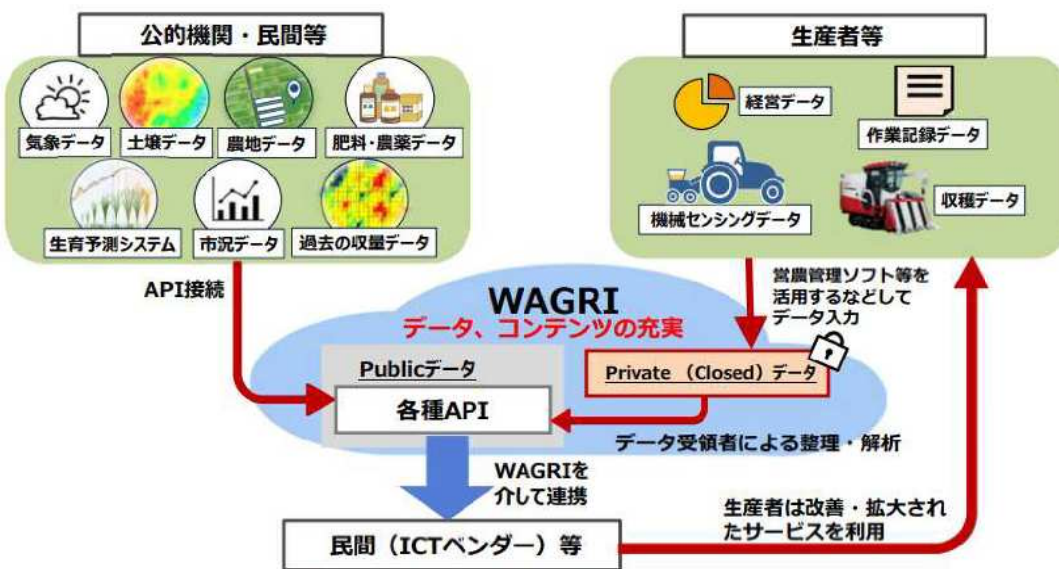 公的機関・民間等
生産者等
気象データ
土壌データ
農地データ
肥料・農薬データ
生育予測システム
市況データ
過去の収量データ
経営データ
作業記録データ
機械センシングデータ
収穫データ
API接続
営農管理ソフト等を
活用するなどして
データ入力
WAGRI
データ、コンテンツの充実
Publicデータ
各種API
Private （Closed）データ
データ受領者による整理・解析
WAGRIを
介して連携
生産者は改善・拡大され
たサービスを利用
民間（ICTベンダー）等